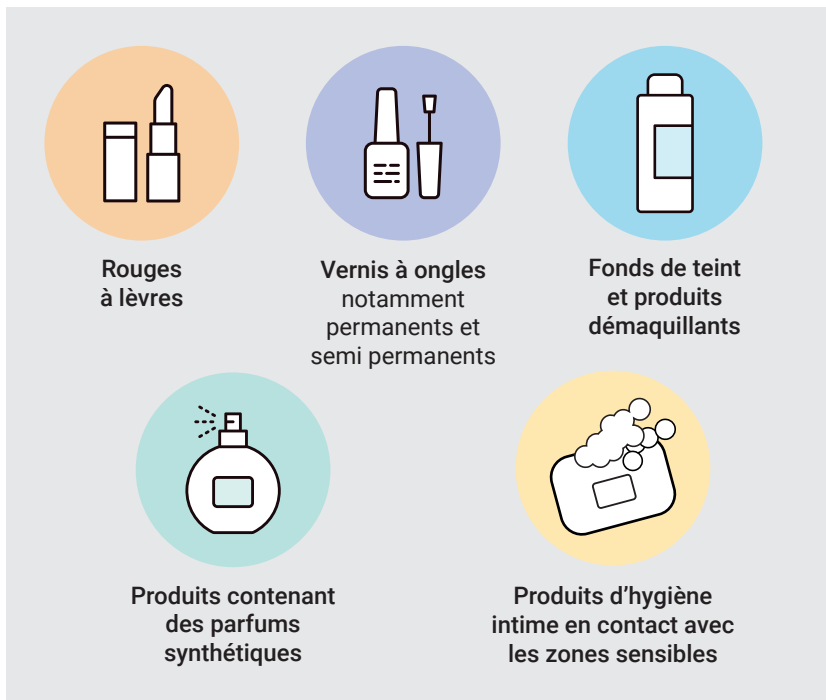 Rouges
à lèvres
Vernis à ongles
notamment
permanents et
semi permanents
Fonds de teint
et produits
démaquillants
Produits contenant
des parfums
synthétiques
Produits d’hygiène
intime en contact avec
les zones sensibles